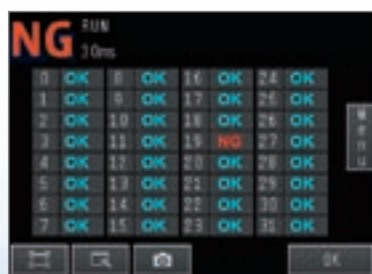 NG RUN
30ms
0 OK 8 OK 16 OK 24 OK
1 OK 9 OK 17 OK 25 OK
2 OK 10 OK 18 OK 26 OK
3 OK 11 OK 19 NG 27 OK
4 OK 12 OK 20 OK 28 OK
5 OK 13 OK 21 OK 29 OK
6 OK 14 OK 22 OK 30 OK
7 OK 15 OK 23 OK 31 OK
Menu
OK